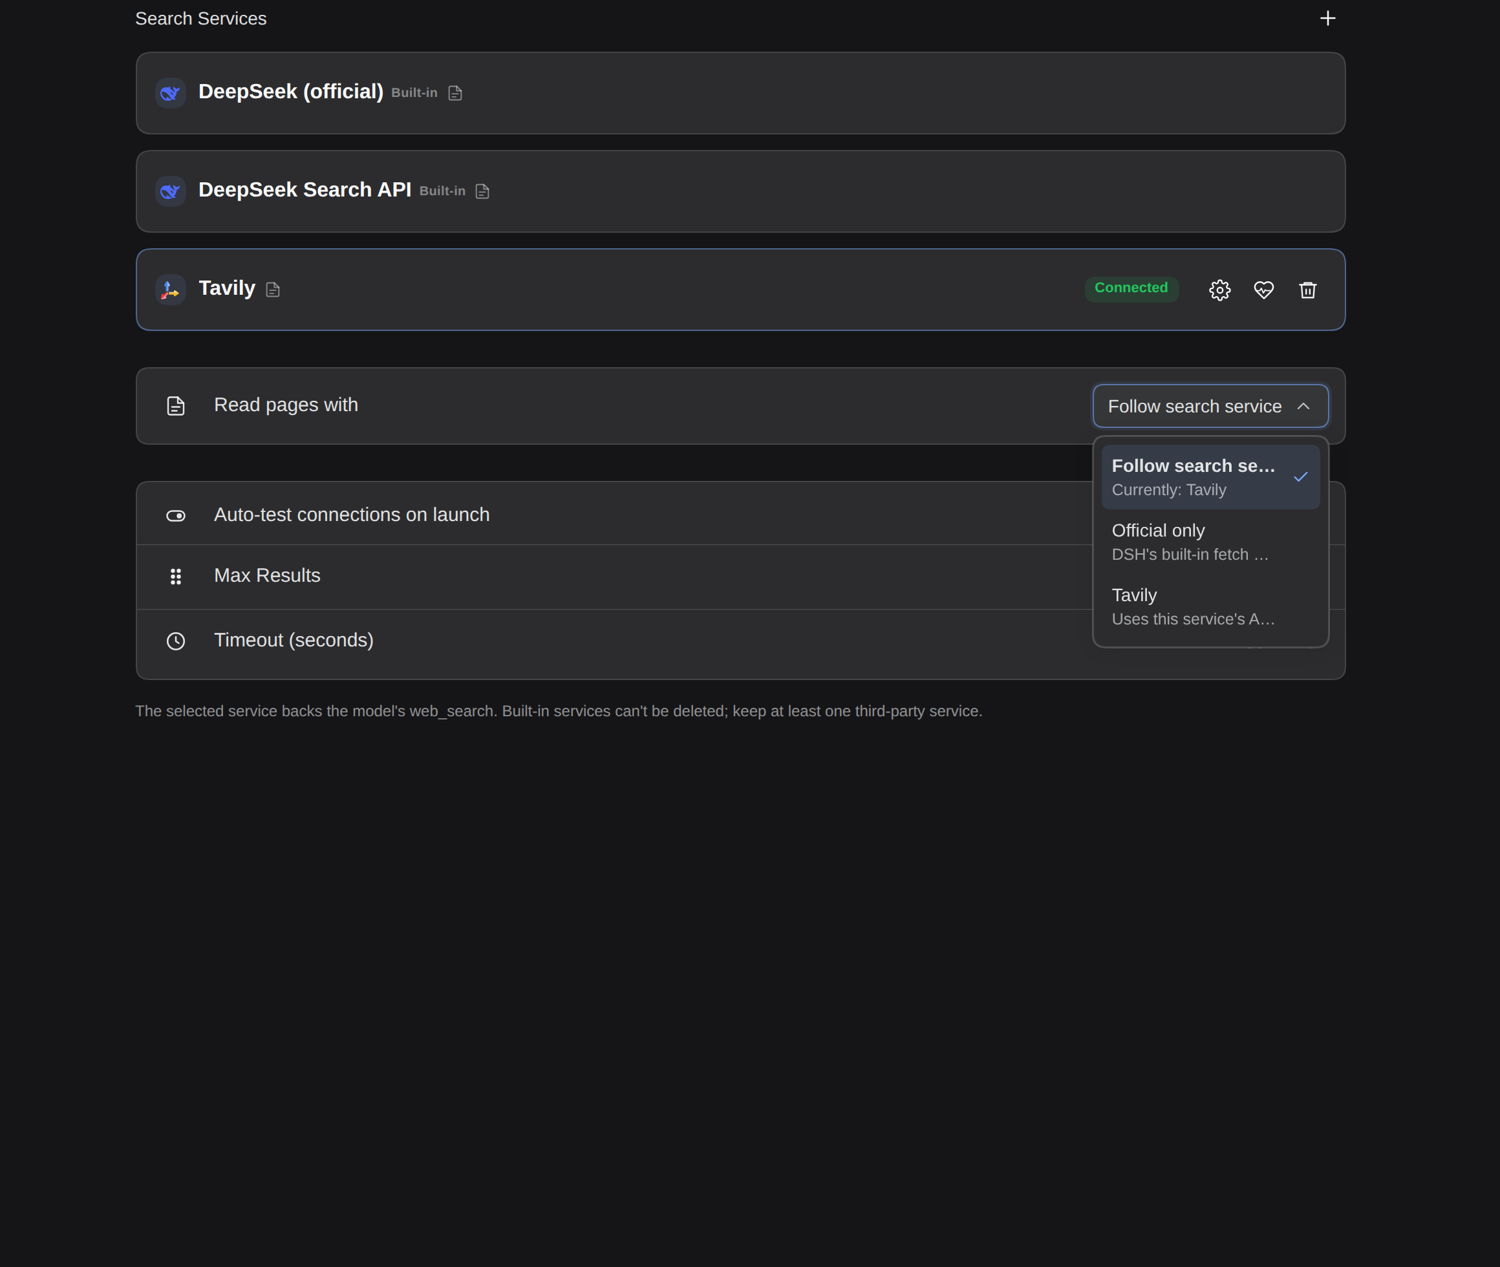 Search Services
DeepSeek (official) Built-in
DeepSeek Search API Built-in
Tavily
Connected
Read pages with
Follow search service
Follow search se...
Currently: Tavily
Official only
DSH's built-in fetch ...
Tavily
Uses this service's A...
Auto-test connections on launch
Max Results
Timeout (seconds)
The selected service backs the model's web_search. Built-in services can't be deleted; keep at least one third-party service.